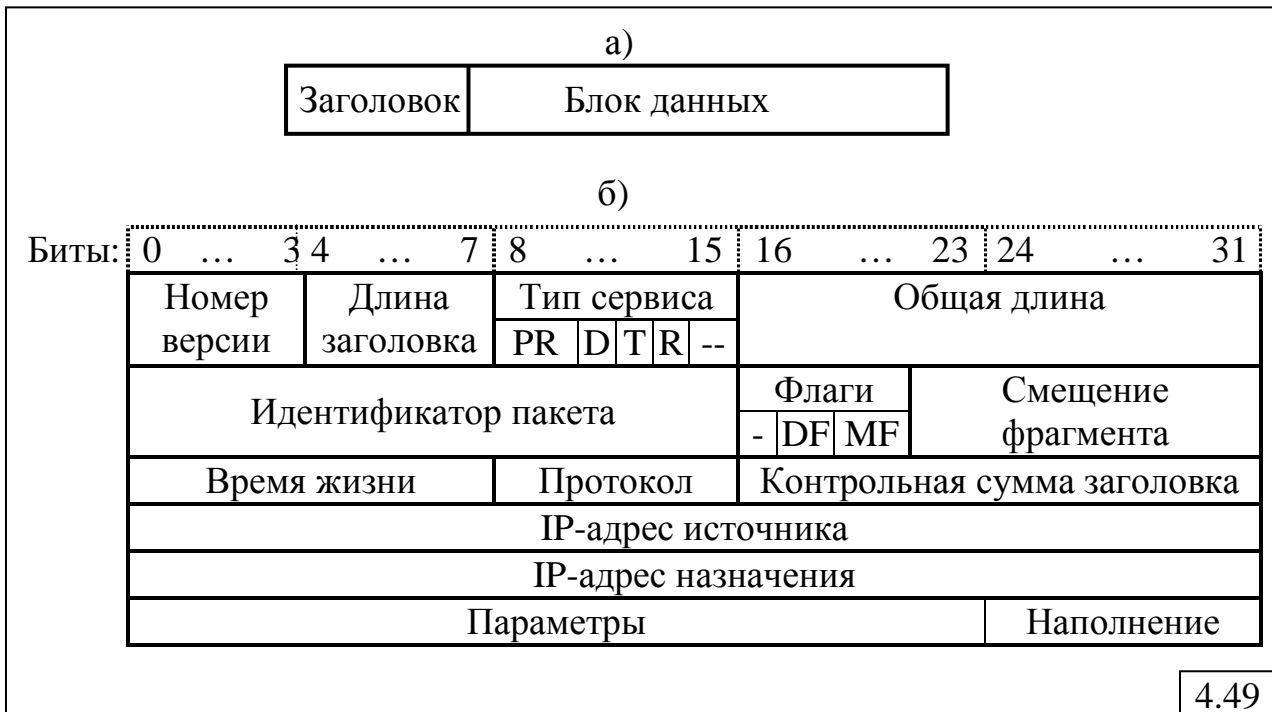 а)
Заголовок Блок данных
б)
Биты: 0 … 3 4 … 7 8 … 15 16 … 23 24 … 31
Номер версии Длина заголовка Тип сервиса Общая длина
PR D T R --
Идентификатор пакета Флаги Смещение фрагмента
- DF MF
Время жизни Протокол Контрольная сумма заголовка
IP-адрес источника
IP-адрес назначения
Параметры Наполнение
4.49